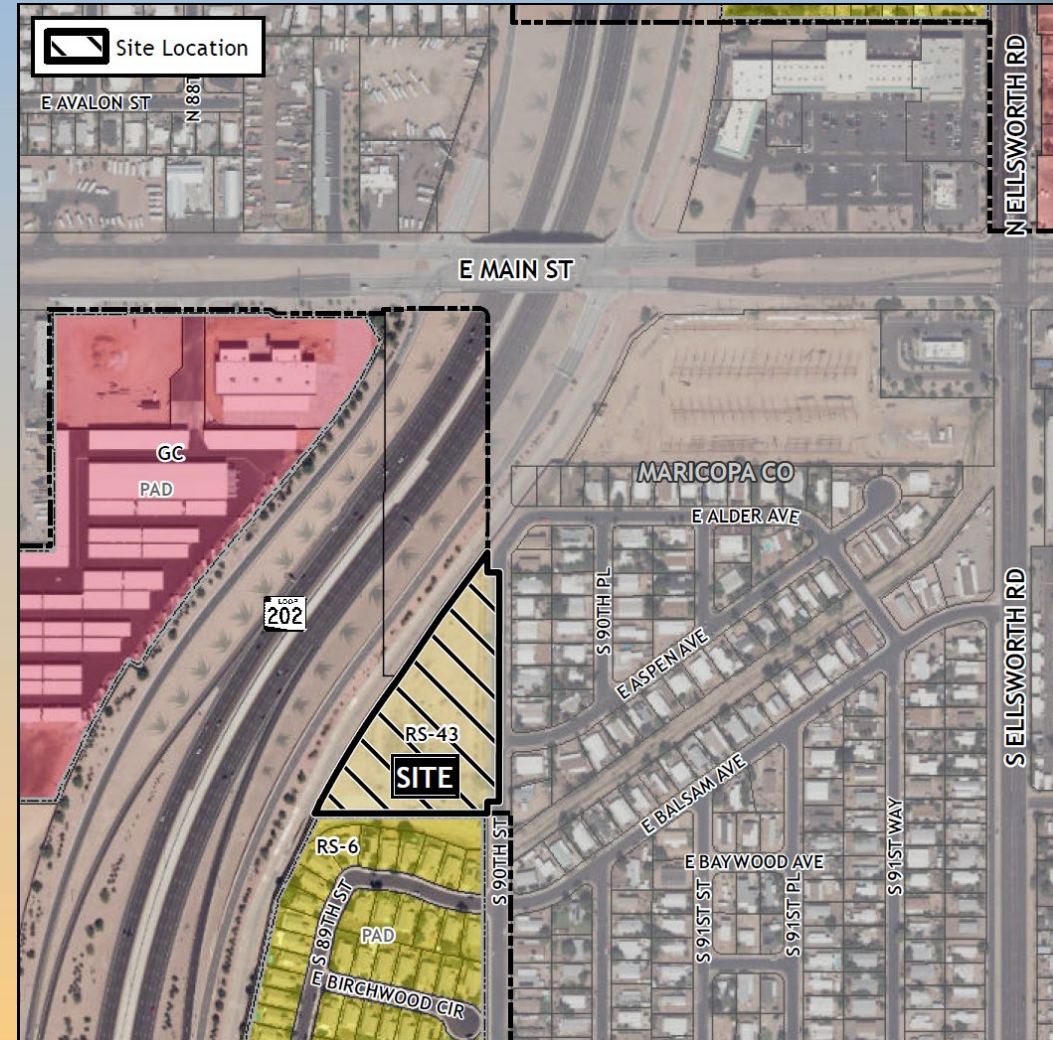 Site Location
E AVALON ST
N 88T
N ELLSWORTH RD
E MAIN ST
GC
PAD
MARICOPA CO
E ALDER AVE
LOOP
202
S 90TH PL
E ASPEN AVE
S ELLSWORTH RD
RS-43
SITE
E BALSAM AVE
RS-6
S 90TH ST
E BAYWOOD AVE
S 91ST WAY
S 89TH ST
PAD
S 91ST ST
S 91ST PL
E BIRCHWOOD CIR